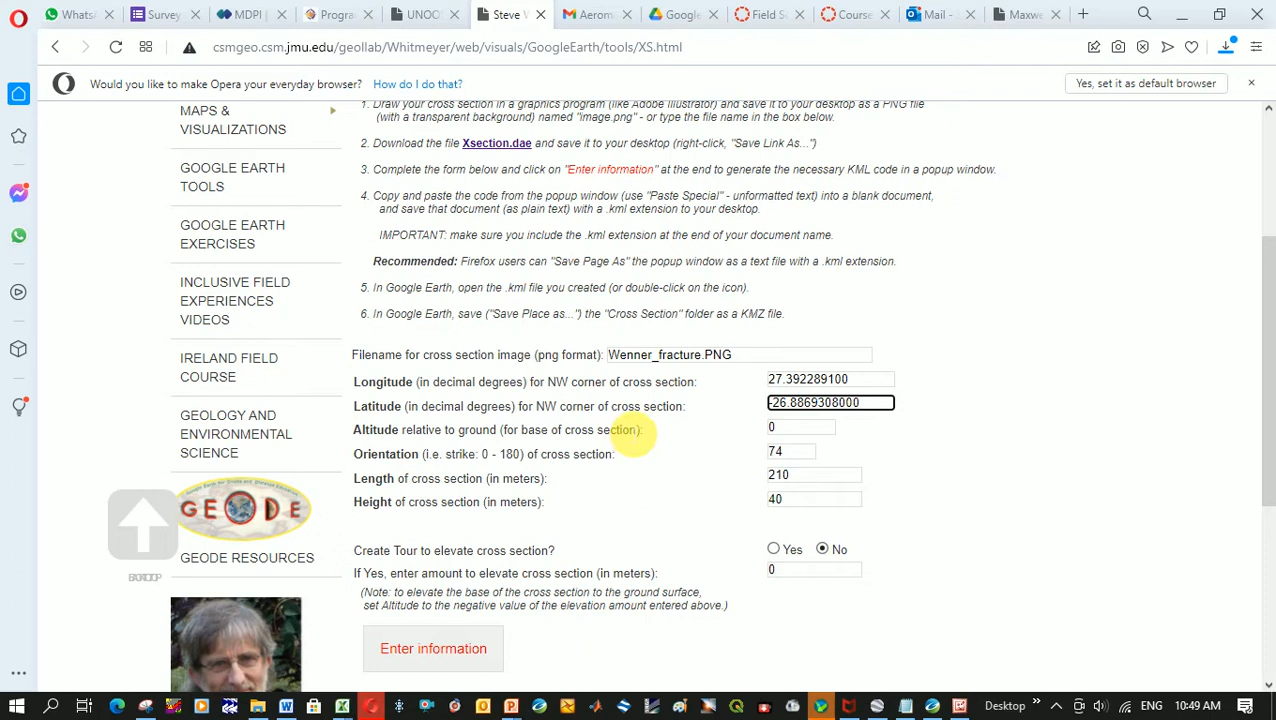 Whats/
Survey
MDPI |
Progra
UNOO
Steve W
Aerom
Google
Field S
Course
Mail -
Maxwe
csmgeo.csm.jmu.edu/geollab/Whitmeyer/web/visuals/GoogleEarth/tools/XS.html
Would you like to make Opera your everyday browser?
How do I do that?
Yes, set it as default browser
MAPS &
VISUALIZATIONS
GOOGLE EARTH
TOOLS
GOOGLE EARTH
EXERCISES
INCLUSIVE FIELD
EXPERIENCES
VIDEOS
IRELAND FIELD
COURSE
GEOLOGY AND
ENVIRONMENTAL
SCIENCE
GEODE
GEODE RESOURCES
1. Draw your cross section in a graphics program (like Adobe Illustrator) and save it to your desktop as a PNG file
(with a transparent background) named "image.png" - or type the file name in the box below.
2. Download the file Xsection.dae and save it to your desktop (right-click, "Save Link As...")
3. Complete the form below and click on "Enter information" at the end to generate the necessary KML code in a popup window.
4. Copy and paste the code from the popup window (use "Paste Special" - unformatted text) into a blank document,
and save that document (as plain text) with a .kml extension to your desktop.
IMPORTANT: make sure you include the .kml extension at the end of your document name.
Recommended: Firefox users can "Save Page As" the popup window as a text file with a .kml extension.
5. In Google Earth, open the .kml file you created (or double-click on the icon).
6. In Google Earth, save ("Save Place as...") the "Cross Section" folder as a KMZ file.
Filename for cross section image (png format): Wenner_fracture.PNG
Longitude (in decimal degrees) for NW corner of cross section: 27.392289100
Latitude (in decimal degrees) for NW corner of cross section: -26.8869308000
Altitude relative to ground (for base of cross section): 0
Orientation (i.e. strike: 0 - 180) of cross section: 74
Length of cross section (in meters): 210
Height of cross section (in meters): 40
Create Tour to elevate cross section? Yes No
If Yes, enter amount to elevate cross section (in meters): 0
(Note: to elevate the base of the cross section to the ground surface,
set Altitude to the negative value of the elevation amount entered above.)
Enter information
Desktop
ENG
10:49 AM